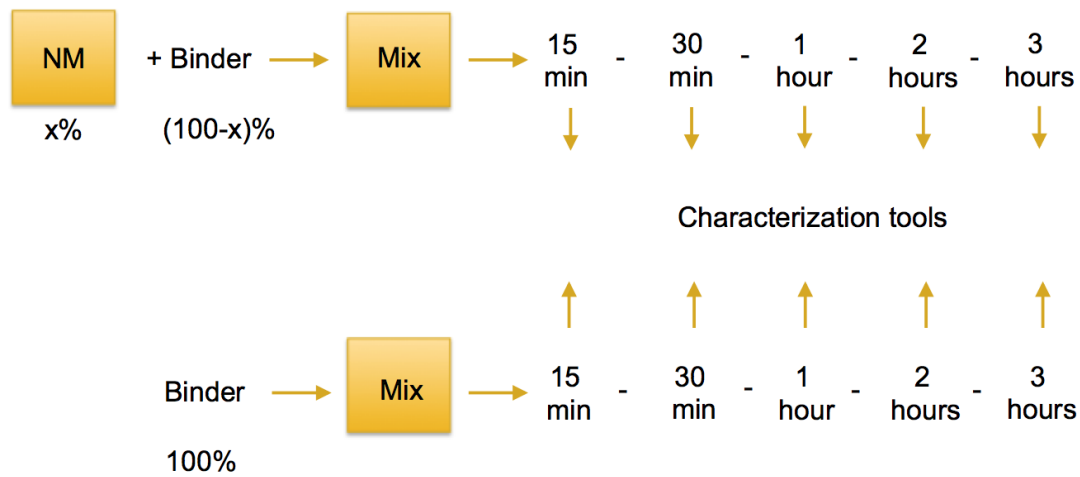 NM + Binder Mix 15 - 30 - 1 - 2 - 3
min min hour hours hours
x% (100-x)%
Characterization tools
Binder Mix 15 - 30 - 1 - 2 - 3
min min hour hours hours
100%